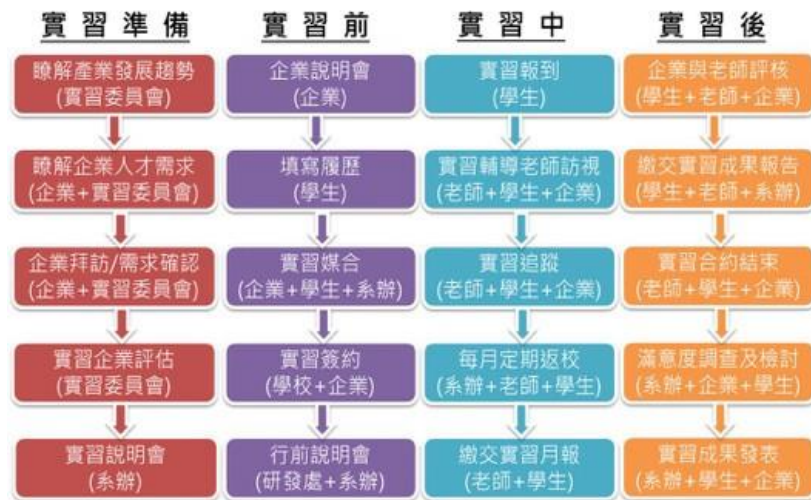 實習準備
瞭解產業發展趨勢
(實習委員會)
瞭解企業人才需求
(企業+實習委員會)
企業拜訪/需求確認
(企業+實習委員會)
實習企業評估
(實習委員會)
實習說明會
(系辦)
實習前
企業說明會
(企業)
填寫履歷
(學生)
實習媒合
(企業+學生+系辦)
實習簽約
(學校+企業)
行前說明會
(研發處+系辦)
實習中
實習報到
(學生)
實習輔導老師訪視
(老師+學生+企業)
實習追蹤
(老師+學生+企業)
每月定期返校
(系辦+老師+學生)
繳交實習月報
(老師+學生)
實習後
企業與老師評核
(學生+老師+企業)
繳交實習成果報告
(學生+老師+系辦)
實習合約結束
(老師+學生+企業)
滿意度調查及檢討
(系辦+企業+學生)
實習成果發表
(系辦+學生+企業)